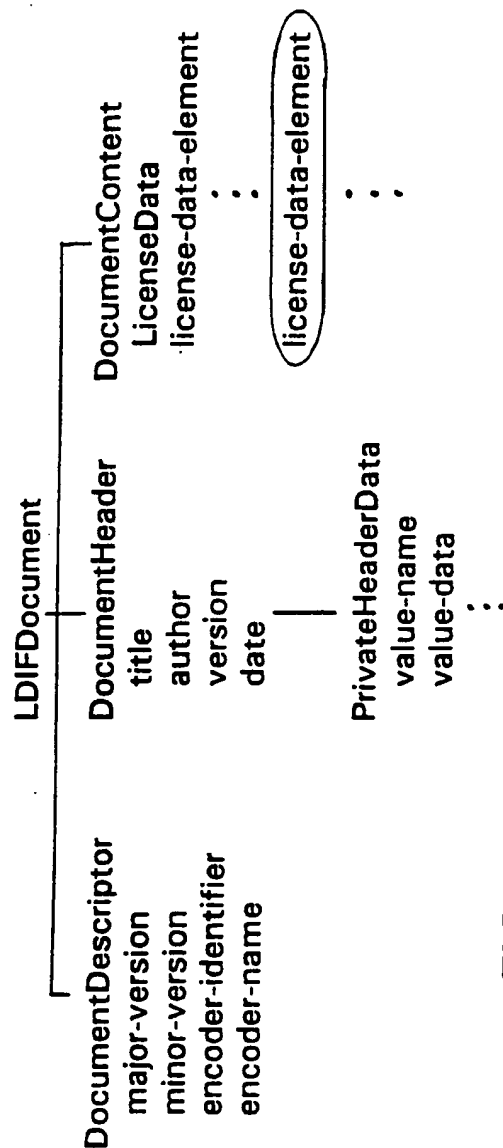 LDIFDocument
DocumentDescriptor
major-version
minor-version
encoder-identifier
encoder-name
DocumentHeader
title
author
version
date
PrivateHeaderData
value-name
value-data
DocumentContent
LicenseData
license-data-element
license-data-element